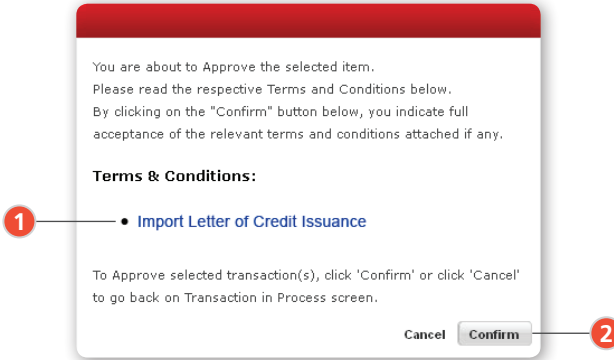 You are about to Approve the selected item.
Please read the respective Terms and Conditions below.
By clicking on the "Confirm" button below, you indicate full
acceptance of the relevant terms and conditions attached if any.
Terms & Conditions:
1 • Import Letter of Credit Issuance
To Approve selected transaction(s), click 'Confirm' or click 'Cancel'
to go back on Transaction in Process screen.
Cancel Confirm 2